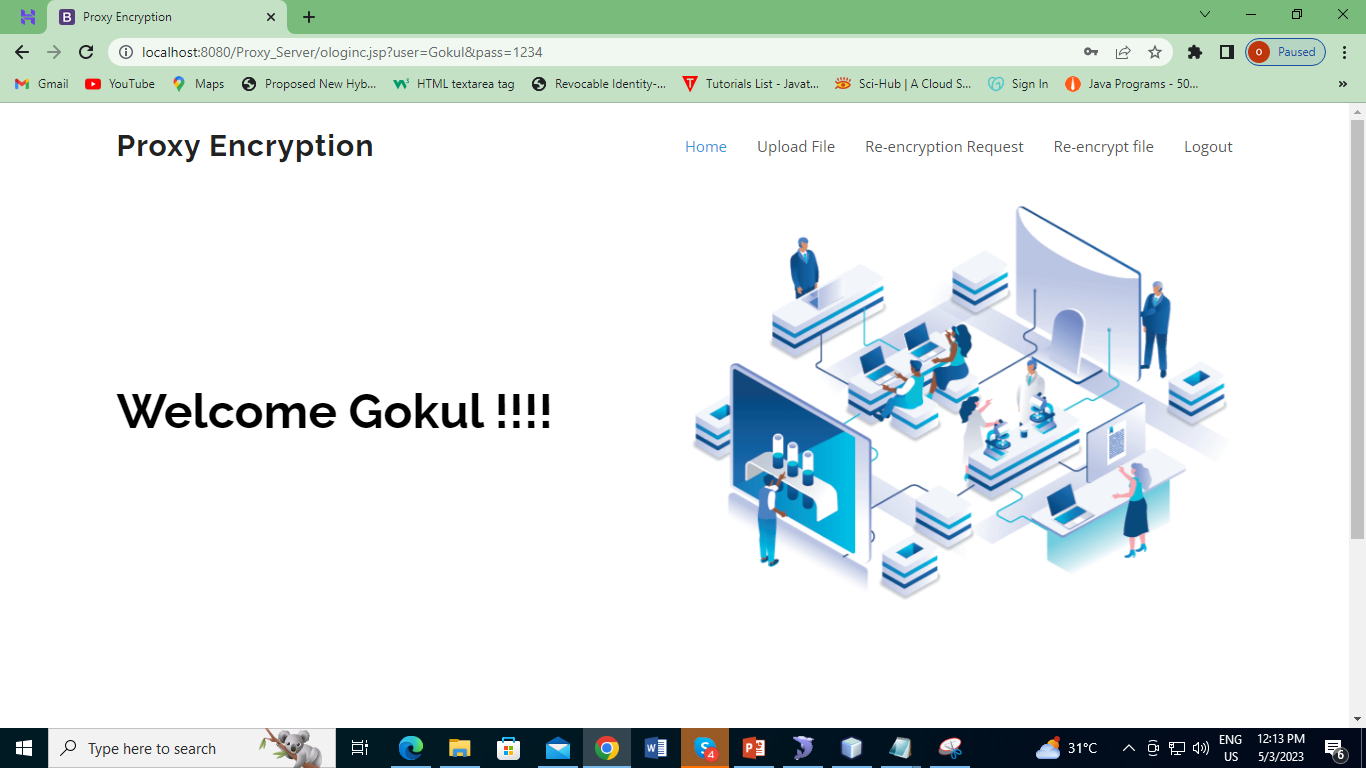 Proxy Encryption
localhost:8080/Proxy_Server/ologinc.jsp?user=Gokul&pass=1234
O Paused
Gmail YouTube Maps Proposed New Hyb... HTML textarea tag Revocable Identity-... Tutorials List - Javat... Sci-Hub | A Cloud S... Sign In Java Programs - 50... »
Proxy Encryption Home Upload File Re-encryption Request Re-encrypt file Logout
Welcome Gokul !!!!
Type here to search 4 31°C ENG 12:13 PM
US 5/3/2023 6